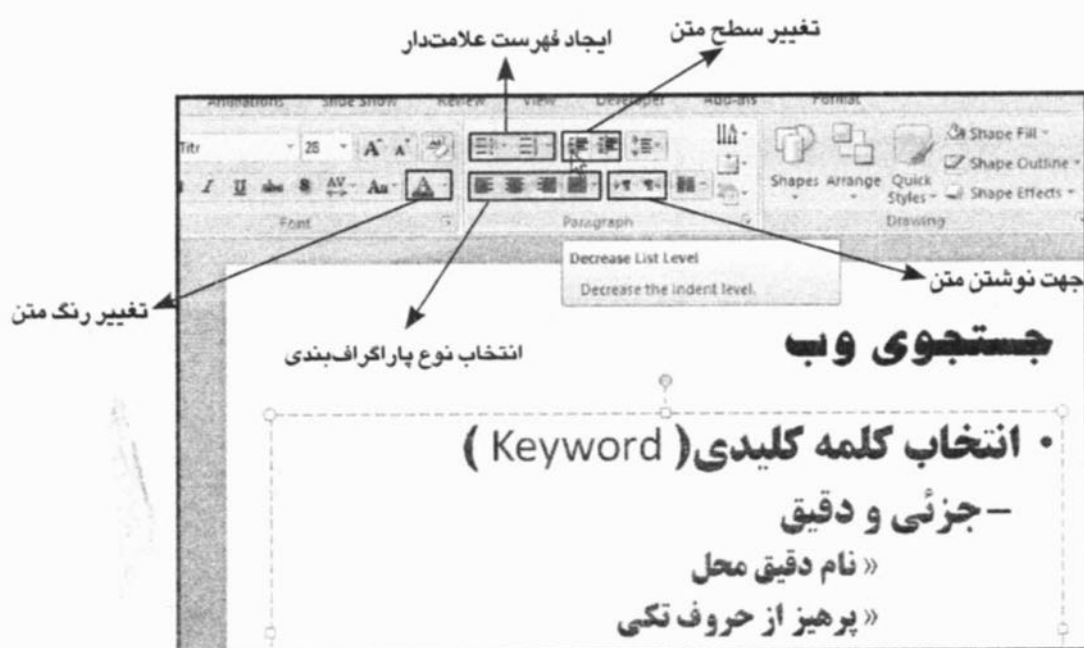 تغییر سطح متن
ایجاد فهرست علامت‌دار
Animations Slide Show Review View Developer Add-ins Format
Titr 28 A A Shape Fill
I U abc S AV Aa A Shapes Arrange Quick Styles Shape Outline
Shape Effects
Font Paragraph Drawing
Decrease List Level
Decrease the indent level.
جهت نوشتن متن
تغییر رنگ متن
انتخاب نوع پاراگراف‌بندی
جستجوی وب
• انتخاب کلمه کلیدی( Keyword )
– جزئی و دقیق
« نام دقیق محل
« پرهیز از حروف تکی